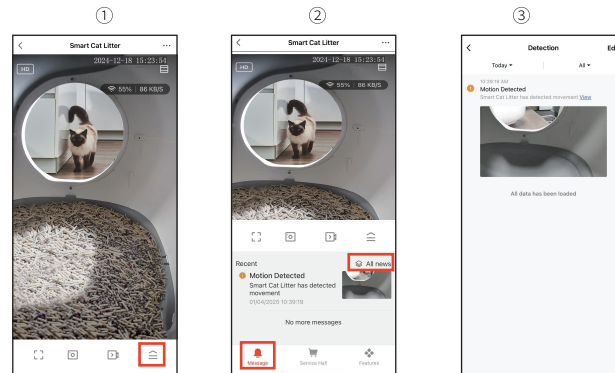 ①
②
③
Smart Cat Litter
2024-12-18 15:23:54
HD
55% | 86 KB/S
Smart Cat Litter
2024-12-18 15:23:54
HD
55% | 86 KB/S
Recent
All news
Motion Detected
Smart Cat Litter has detected
movement
01/04/2025 10:39:19
No more messages
Message
Service Hall
Features
Detection
Ed
Today
All
10:39:19 AM
Motion Detected
Smart Cat Litter has detected movement View
All data has been loaded